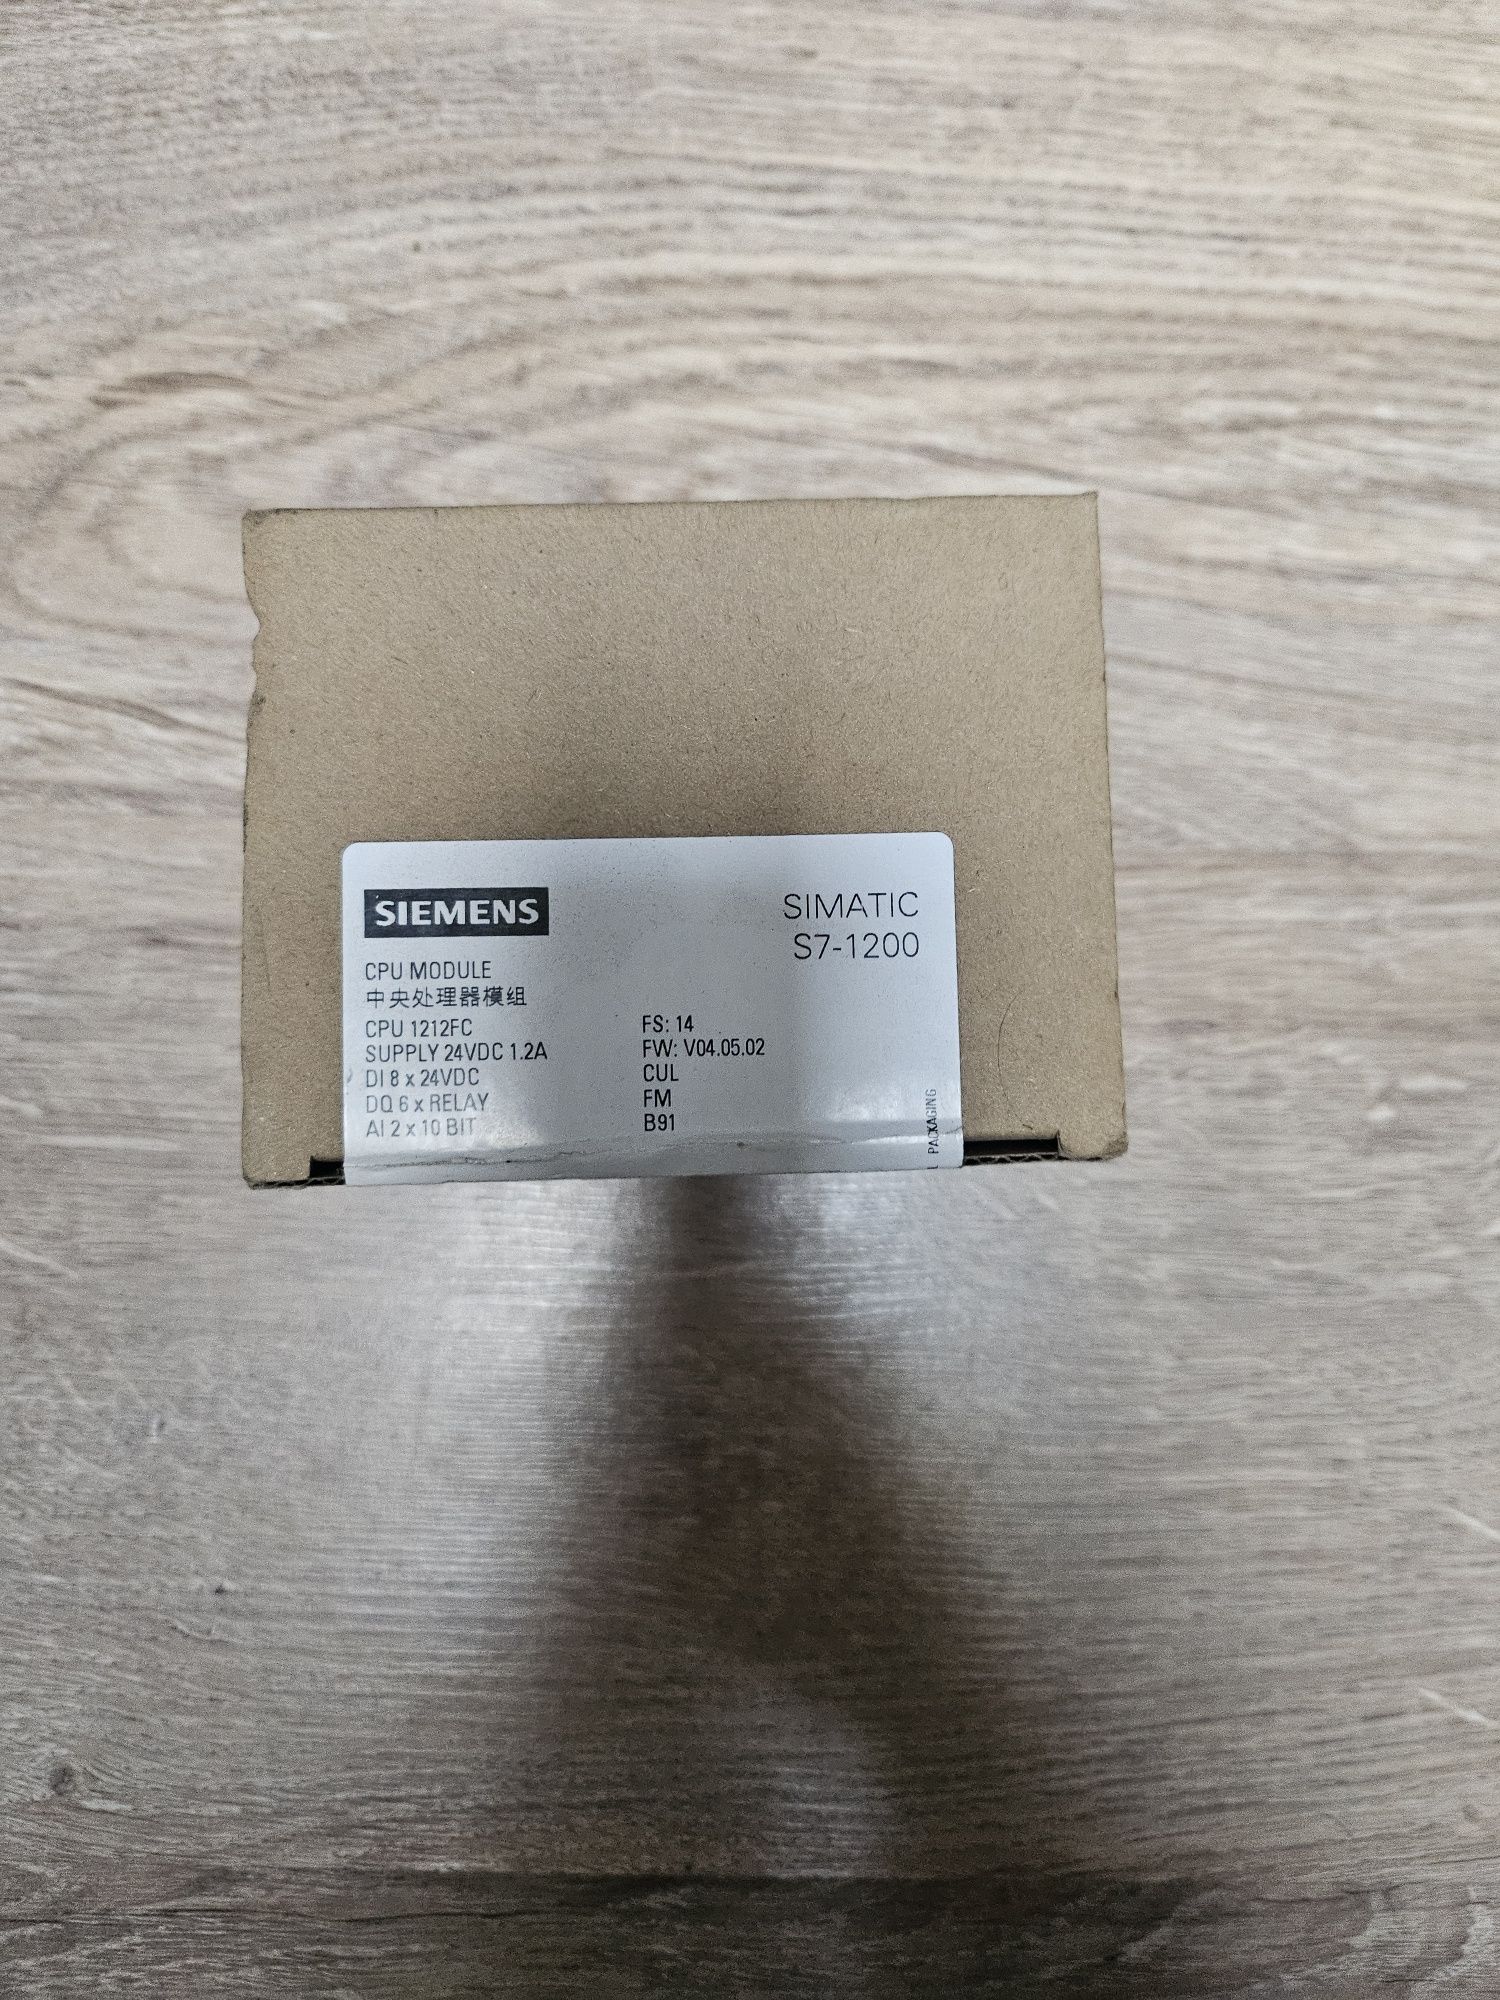 SIEMENS
SIMATIC
S7-1200
CPU MODULE
中央处理器模组
CPU 1212FC
SUPPLY 24VDC 1.2A
DI 8 x 24VDC
DQ 6 x RELAY
AI 2 x 10 BIT
FS: 14
FW: V04.05.02
CUL
FM
B91
PACKAGING